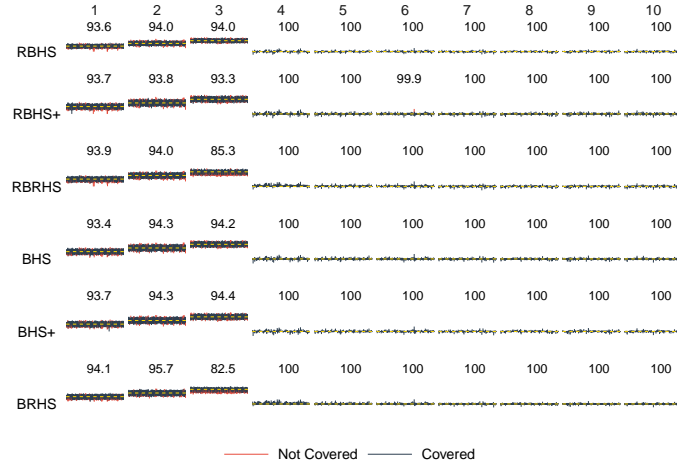 1 2 3 4 5 6 7 8 9 10
93.6 94.0 94.0 100 100 100 100 100 100 100
RBHS
93.7 93.8 93.3 100 100 99.9 100 100 100 100
RBHS+
93.9 94.0 85.3 100 100 100 100 100 100 100
RBRHS
93.4 94.3 94.2 100 100 100 100 100 100 100
BHS
93.7 94.3 94.4 100 100 100 100 100 100 100
BHS+
94.1 95.7 82.5 100 100 100 100 100 100 100
BRHS
Not Covered Covered